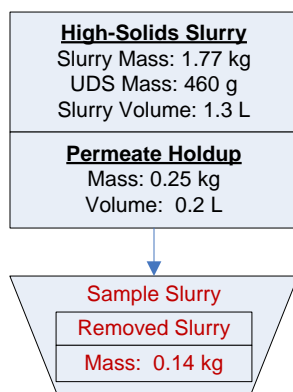 High-Solids Slurry
Slurry Mass: 1.77 kg
UDS Mass: 460 g
Slurry Volume: 1.3 L
Permeate Holdup
Mass: 0.25 kg
Volume:  0.2 L
Sample Slurry
Removed Slurry
Mass:  0.14 kg